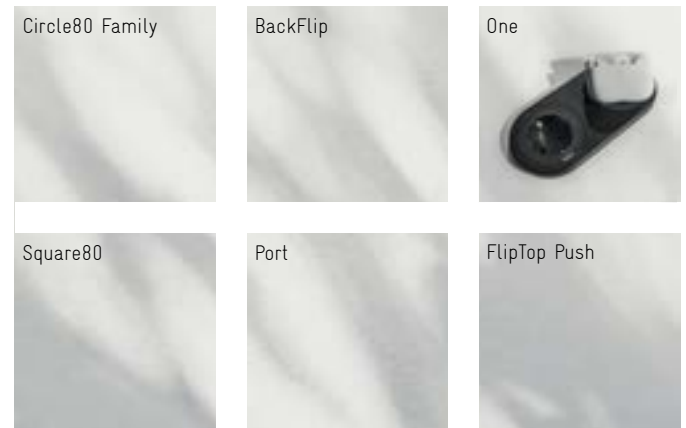 Circle80 Family
BackFlip
One
Square80
Port
FlipTop Push